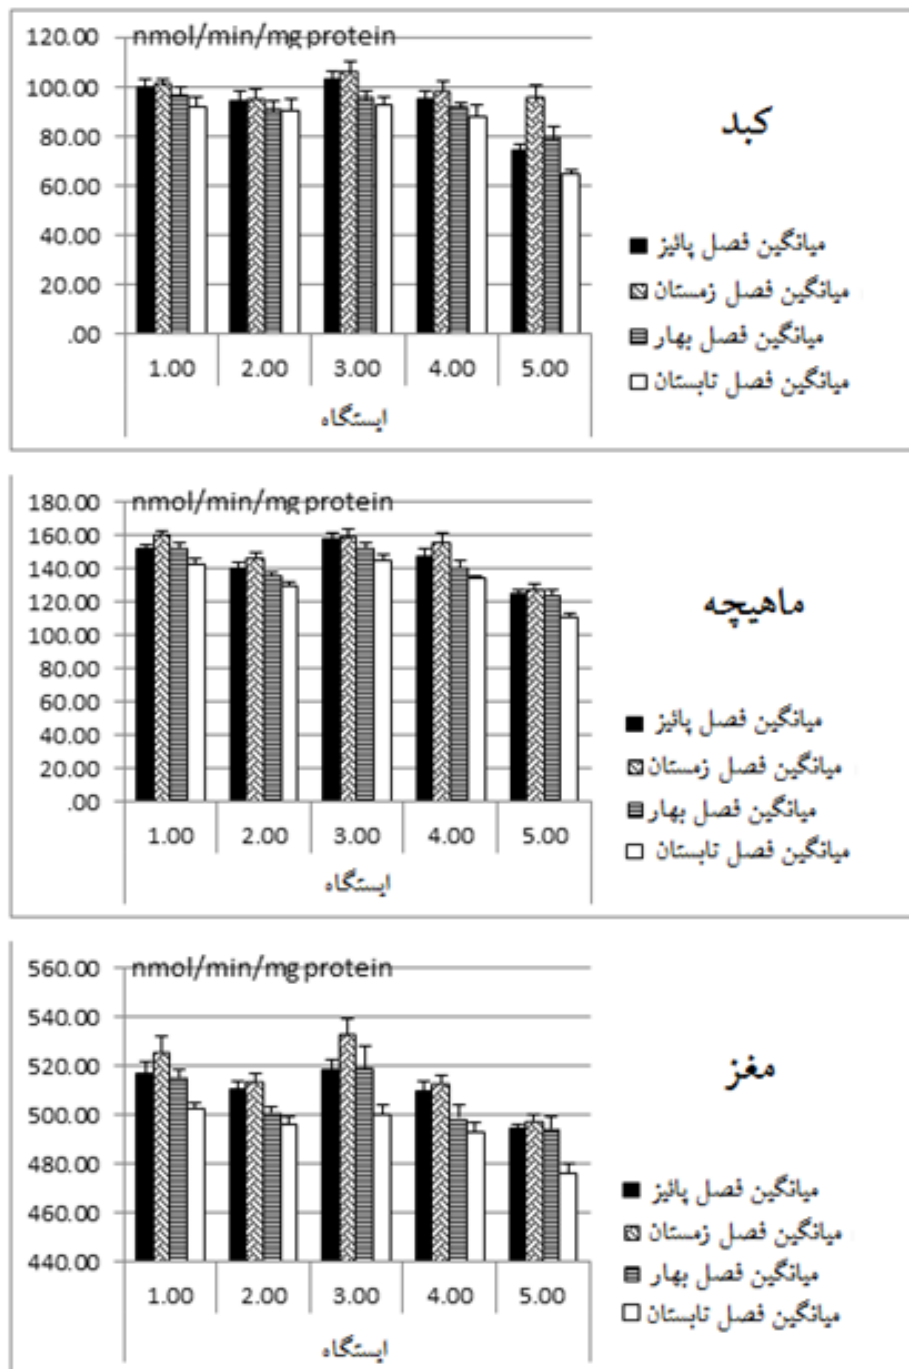 nmol/min/mg protein
120.00
100.00
80.00
60.00
40.00
20.00
.00
1.00 2.00 3.00 4.00 5.00
ایستگاه
کبد
میانگین فصل پائیز
میانگین فصل زمستان
میانگین فصل بهار
میانگین فصل تابستان
nmol/min/mg protein
180.00
160.00
140.00
120.00
100.00
80.00
60.00
40.00
20.00
.00
1.00 2.00 3.00 4.00 5.00
ایستگاه
ماهیچه
میانگین فصل پائیز
میانگین فصل زمستان
میانگین فصل بهار
میانگین فصل تابستان
nmol/min/mg protein
560.00
540.00
520.00
500.00
480.00
460.00
440.00
1.00 2.00 3.00 4.00 5.00
ایستگاه
مغز
میانگین فصل پائیز
میانگین فصل زمستان
میانگین فصل بهار
میانگین فصل تابستان